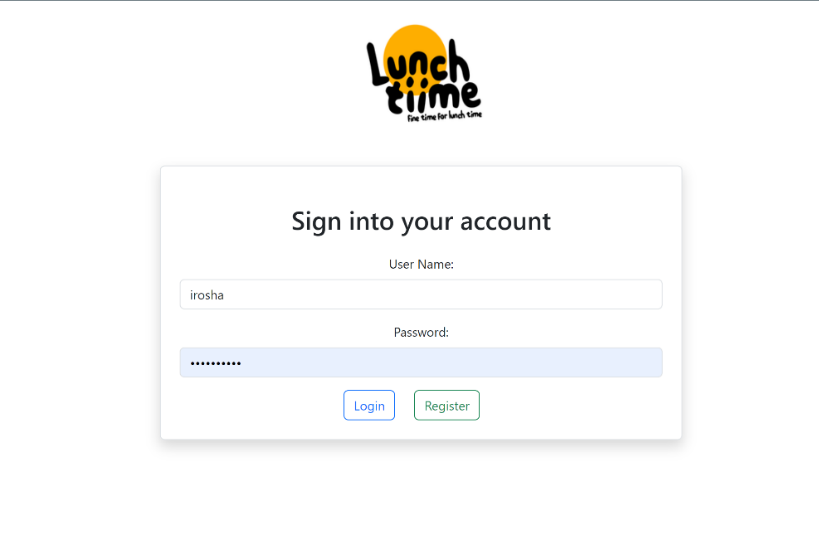 Lunch
tiime
fine time for lunch time
Sign into your account
User Name:
irosha
Password:
••••••••••
Login Register